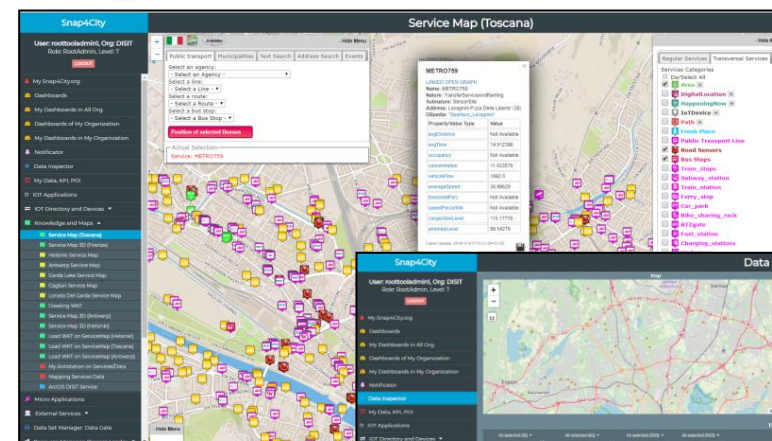 Snap4City
User: roottooladmin1, Org: DISIT
Role: RootAdmin, Level: 7
LOGOUT
My Snap4City.org
Dashboards
My Dashboards in All Org.
Dashboards of My Organization
My Dashboards in My Organization
Notificator
Data Inspector
My Data, KPI, POI
IOT Applications
IOT Directory and Devices
Knowledge and Maps
Service Map (Toscana)
Service Map 3D (Firenze)
Helsinki Service Map
Antwerp Service Map
Garda Lake Service Map
Cagliari Service Map
Lonato Del Garda Service Map
Creating WKT
Service Map 3D (Antwerp)
Service Map 3D (Helsinki)
Load WKT on ServiceMap (Helsinki)
Load WKT on ServiceMap (Toscana)
Load WKT on ServiceMap (Antwerp)
My Annotation on Services/Data
Mapping Services Data
ArcGIS DISIT Service
Micro Applications
External Services
Data Set Manager: Data Gate
Service Map (Toscana)
- Hide Menu
Public transport
Municipalities
Text Search
Address Search
Events
Select an agency:
- Select an Agency -
Select a line:
- Select a Line -
Select a route:
- Select a Route -
Select a bus stop:
- Select a Bus Stop -
Position of selected Busses
Actual Selection
Service: METRO759
METRO759
LINKED OPEN GRAPH
Name: METRO759
Nature: TransferServiceAndRenting
Subnature: SensorSite
Property/Value Type Value
avgDistance Not Available
avgTime 14.512398
occupancy Not Available
concentration 11.433579
vehicleFlow 1092.0
averageSpeed
thresholdPerc Not Available
speedPercentile Not Available
congestionLevel
anomalyLevel
- Hide Menu
Regular Services
Transversal Services
Services Categories
De/Select All
Area
DigitalLocation
HappeningNow
IoTDevice
Path
Fresh Place
Public Transport Line
Road Sensors
Bus Stops
Tram_stops
Subway_station
Train_station
Ferry_stop
Car_park
Bike_sharing_rack
RTZgate
Fuel_station
Charging_stations
Snap4City
User: roottooladmin1, Org: DISIT
Role: RootAdmin, Level: 7
LOGOUT
My Snap4City.org
Dashboards
My Dashboards in All Org.
Dashboards of My Organization
My Dashboards in My Organization
Notificator
Data Inspector
My Data, KPI, POI
IOT Applications
IOT Directory and Devices
Data
Map
Espoo